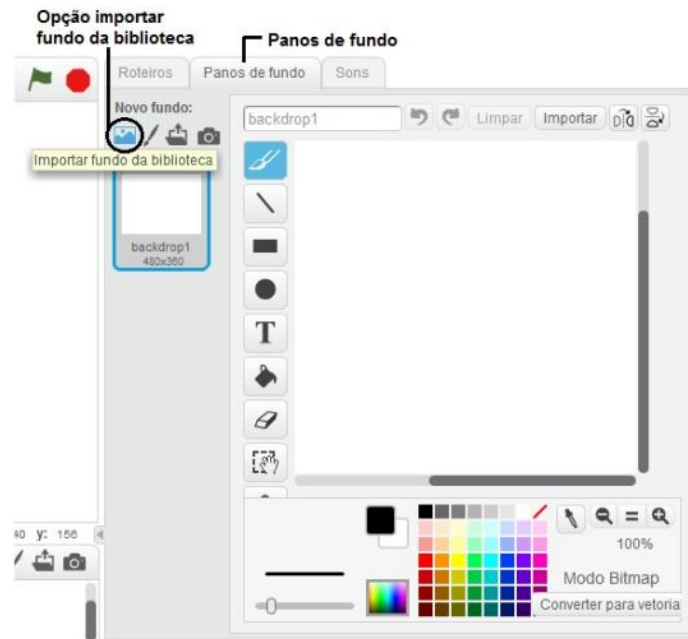 Opção importar
fundo da biblioteca
Panos de fundo
Roteiros
Panos de fundo
Sons
Novo fundo:
backdrop1
Limpar
Importar
Importar fundo da biblioteca
backdrop1
480x360
T
y: 156
100%
Modo Bitmap
Converter para vetoria